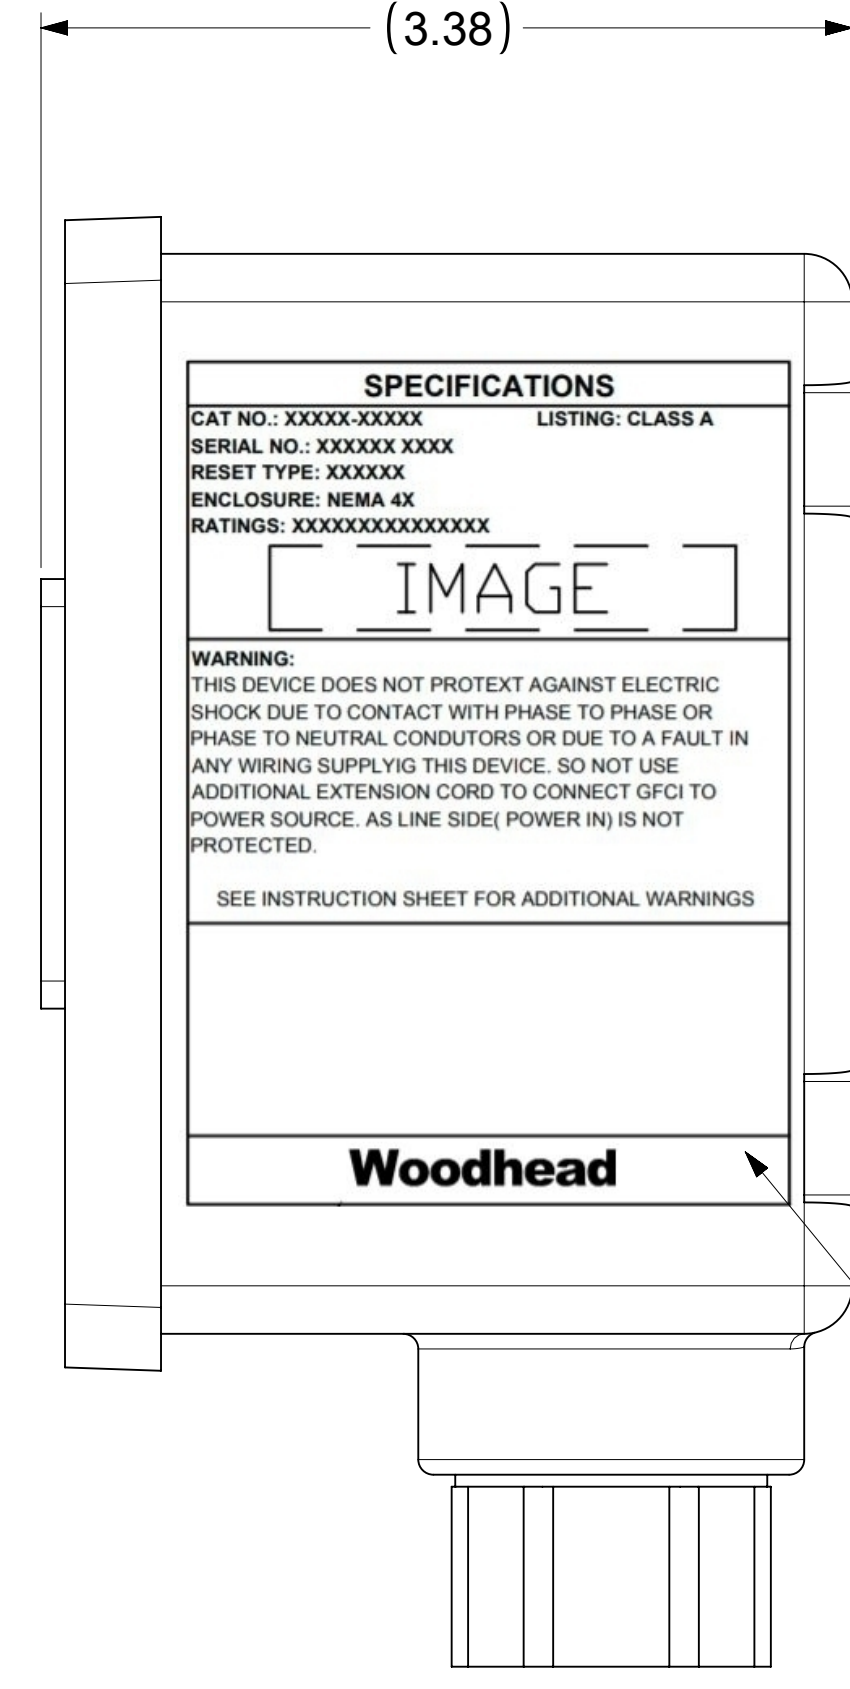 (3.38)
SPECIFICATIONS
CAT NO.: XXXXX-XXXXX LISTING: CLASS A
SERIAL NO.: XXXXXX XXXX
RESET TYPE: XXXXXX
ENCLOSURE: NEMA 4X
RATINGS: XXXXXXXXXXXXXXX
IMAGE
WARNING:
THIS DEVICE DOES NOT PROTEXT AGAINST ELECTRIC
SHOCK DUE TO CONTACT WITH PHASE TO PHASE OR
PHASE TO NEUTRAL CONDUTORS OR DUE TO A FAULT IN
ANY WIRING SUPPLYIG THIS DEVICE. SO NOT USE
ADDITIONAL EXTENSION CORD TO CONNECT GFCI TO
POWER SOURCE. AS LINE SIDE( POWER IN) IS NOT
PROTECTED.
SEE INSTRUCTION SHEET FOR ADDITIONAL WARNINGS
Woodhead